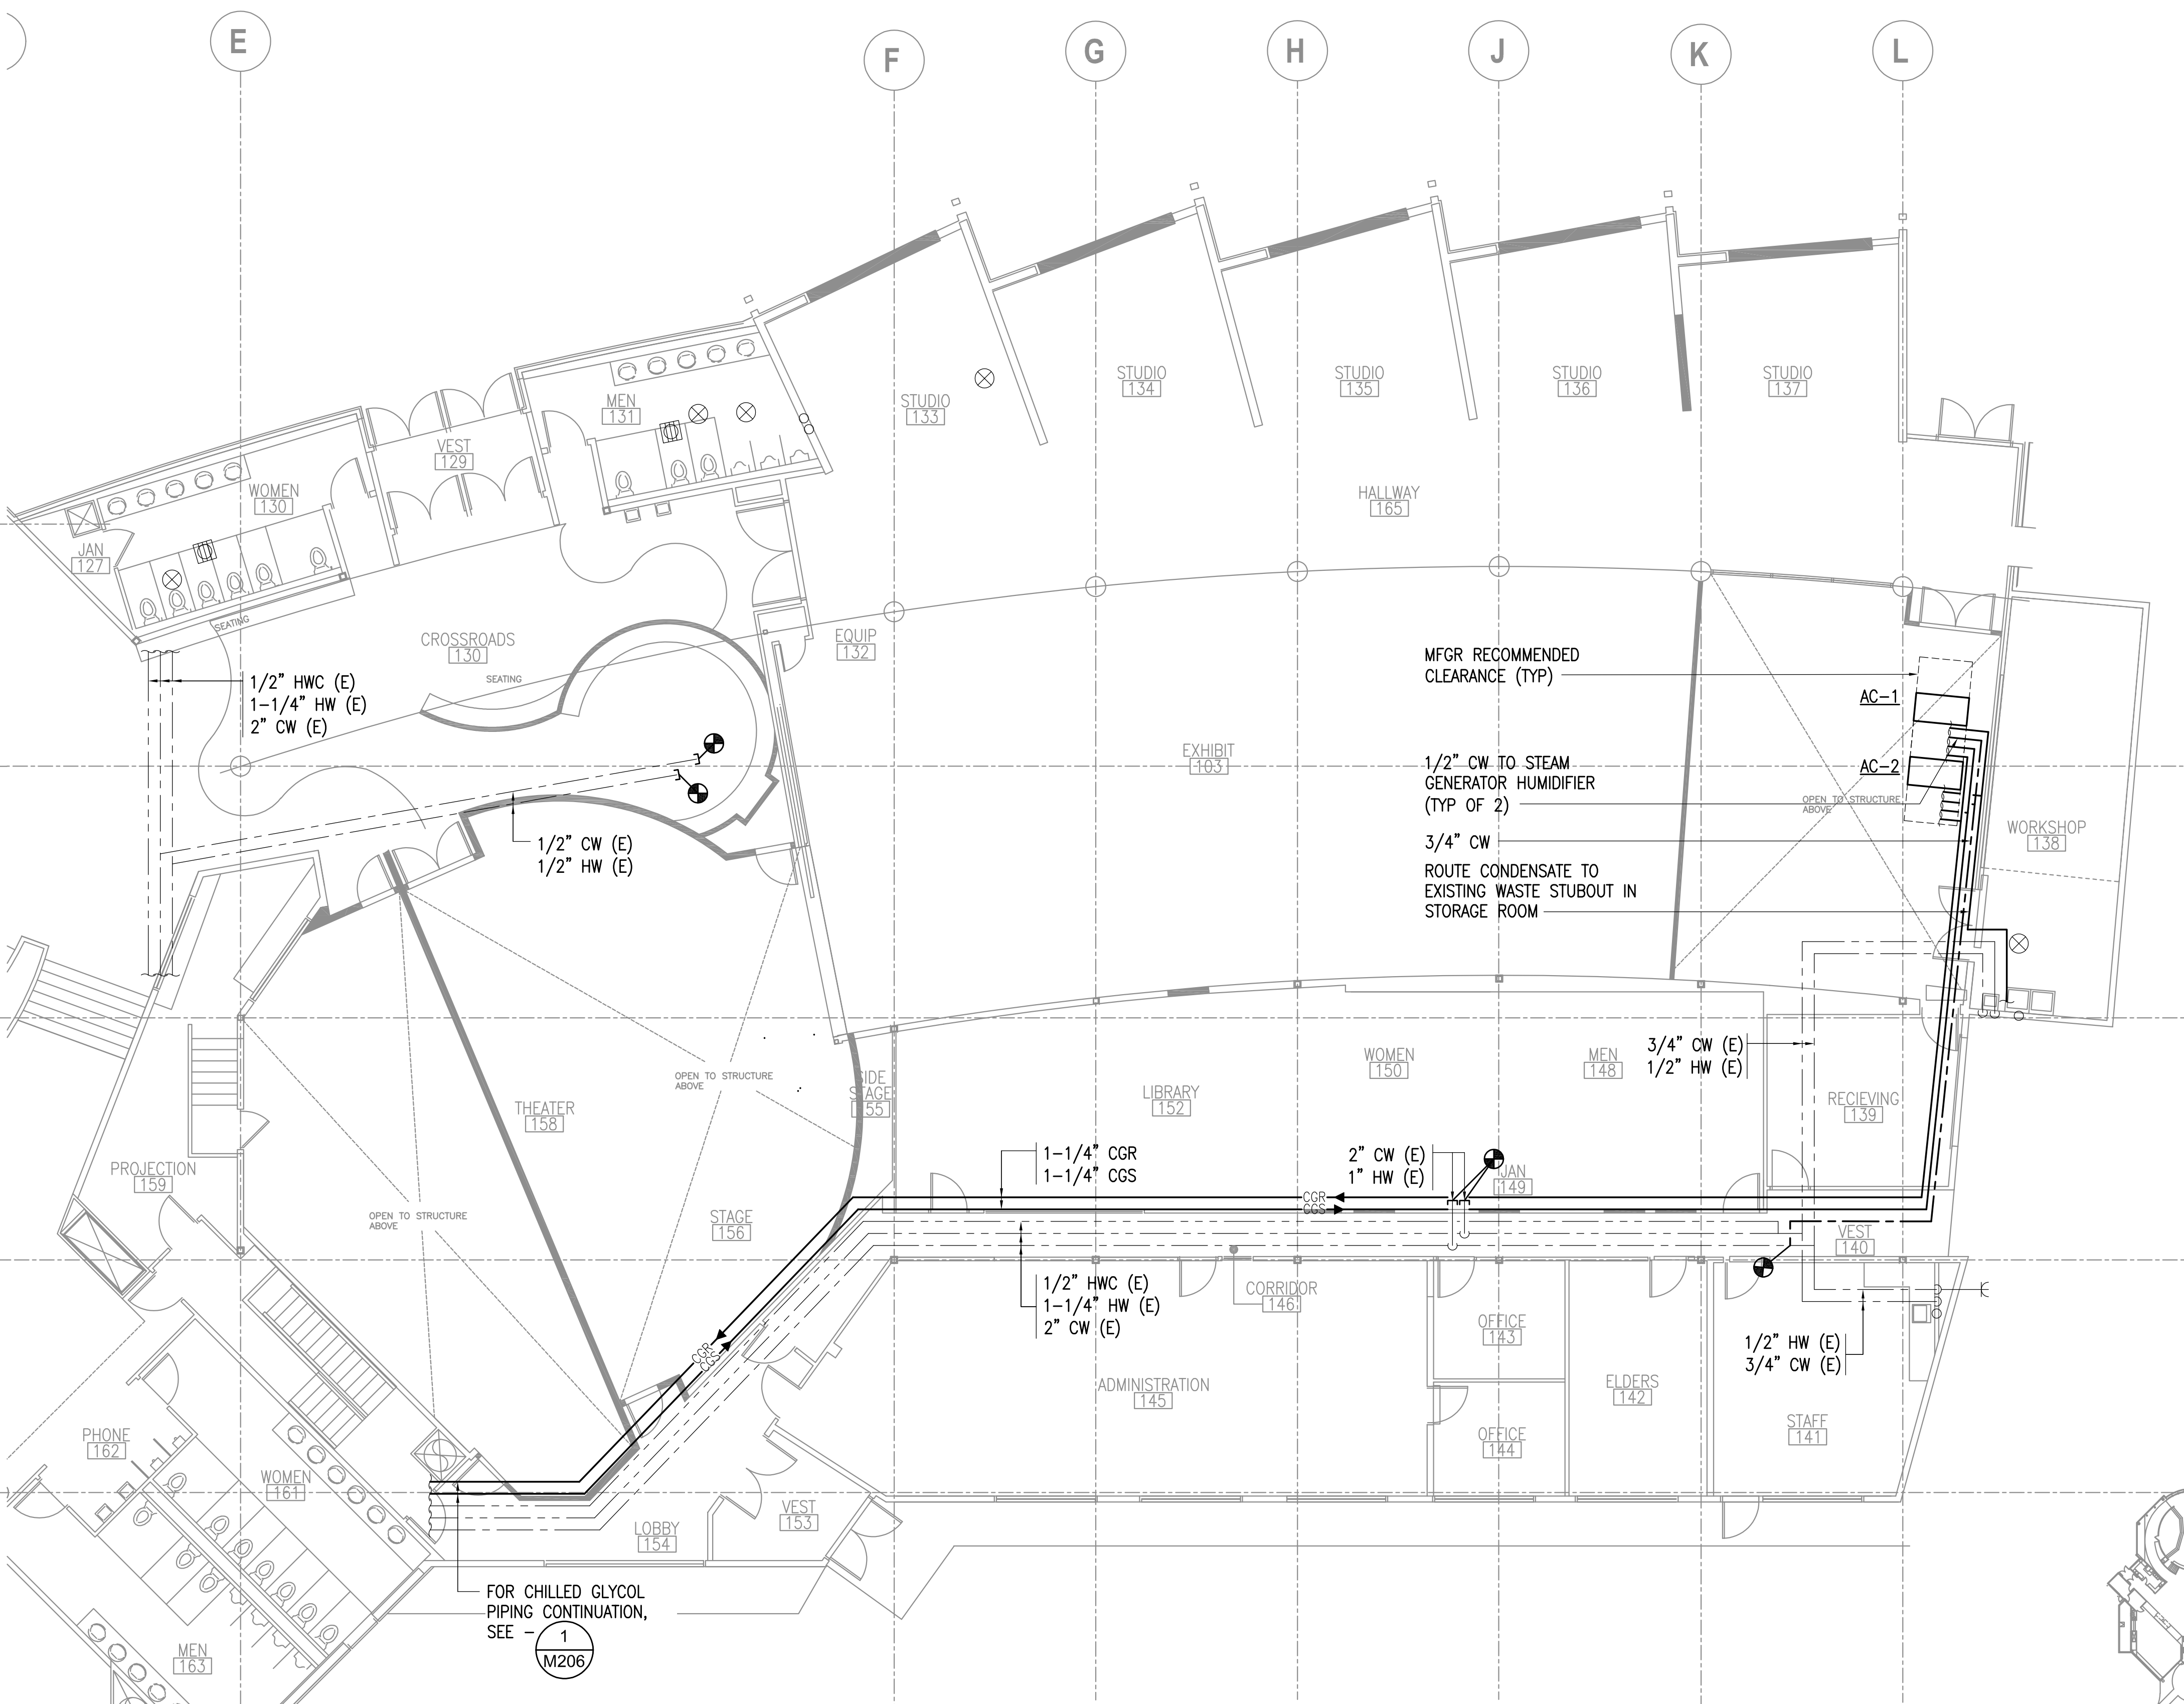 E
F
G
H
J
K
L
STUDIO
134
STUDIO
135
STUDIO
136
STUDIO
137
MEN
131
STUDIO
133
VEST
129
WOMEN
130
HALLWAY
165
JAN
127
SEATING
CROSSROADS
130
SEATING
EQUIP
132
1/2" HWC (E)
1-1/4" HW (E)
2" CW (E)
MFGR RECOMMENDED
CLEARANCE (TYP)
AC-1
EXHIBIT
103
1/2" CW TO STEAM
GENERATOR HUMIDIFIER
(TYP OF 2)
AC-2
OPEN TO STRUCTURE
ABOVE
WORKSHOP
138
1/2" CW (E)
1/2" HW (E)
3/4" CW
ROUTE CONDENSATE TO
EXISTING WASTE STUBOUT IN
STORAGE ROOM
3/4" CW (E)
1/2" HW (E)
OPEN TO STRUCTURE
ABOVE
SIDE
STAGE
155
WOMEN
150
MEN
148
LIBRARY
152
RECIEVING
139
THEATER
158
PROJECTION
159
1-1/4" CGR
1-1/4" CGS
2" CW (E)
1" HW (E)
JAN
149
CGR
CGS
OPEN TO STRUCTURE
ABOVE
STAGE
156
VEST
140
1/2" HWC (E)
1-1/4" HW (E)
2" CW (E)
CORRIDOR
146
OFFICE
143
1/2" HW (E)
3/4" CW (E)
CGR
CGS
ADMINISTRATION
145
ELDERS
142
STAFF
141
OFFICE
144
PHONE
162
WOMEN
161
VEST
153
LOBBY
154
FOR CHILLED GLYCOL
PIPING CONTINUATION,
SEE -
1
M206
MEN
163